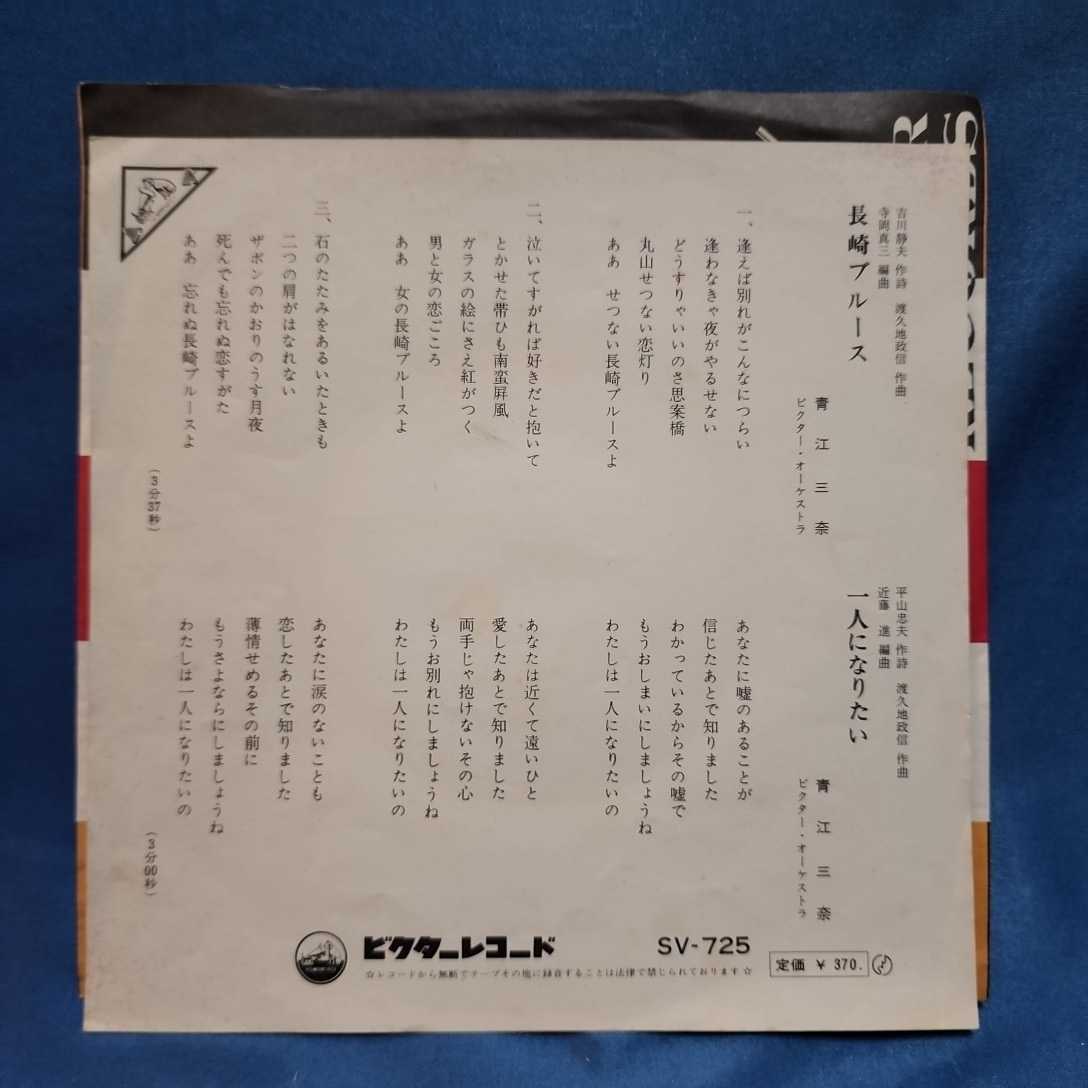 吉川静夫 作詩 渡久地政信 作曲
寺岡真三 編曲
長崎ブルース
青江三奈
ビクター・オーケストラ
一、逢えば別れがこんなにつらい
逢わなきゃ夜がやるせない
どうすりゃいいのさ思案橋
丸山せつない恋灯り
ああ せつない長崎ブルースよ
二、泣いてすがれば好きだと抱いて
とかせた帯ひも南蛮屛風
ガラスの絵にさえ紅がつく
男と女の恋ごころ
ああ 女の長崎ブルースよ
三、石のたたみをあるいたときも
二つの肩がはなれない
ザボンのかおりのうす月夜
死んでも忘れぬ恋すがた
ああ 忘れぬ長崎ブルースよ
(3分37秒)
平山忠夫 作詩 渡久地政信 作曲
近藤 進 編曲
一人になりたい
青江三奈
ビクター・オーケストラ
あなたに嘘のあることが
信じたあとで知りました
わかっているからその嘘で
もうおしまいにしましょうね
わたしは一人になりたいの
あなたは近くて遠いひと
愛したあとで知りました
両手じゃ抱けないその心
もうお別れにしましょうね
わたしは一人になりたいの
あなたに涙のないことも
恋したあとで知りました
薄情せめるその前に
もうさよならにしましょうね
わたしは一人になりたいの
(3分00秒)
ビクターレコード
SV-725
☆レコードから無断でテープその他に録音することは法律で禁じられております☆
定価 ¥ 370.